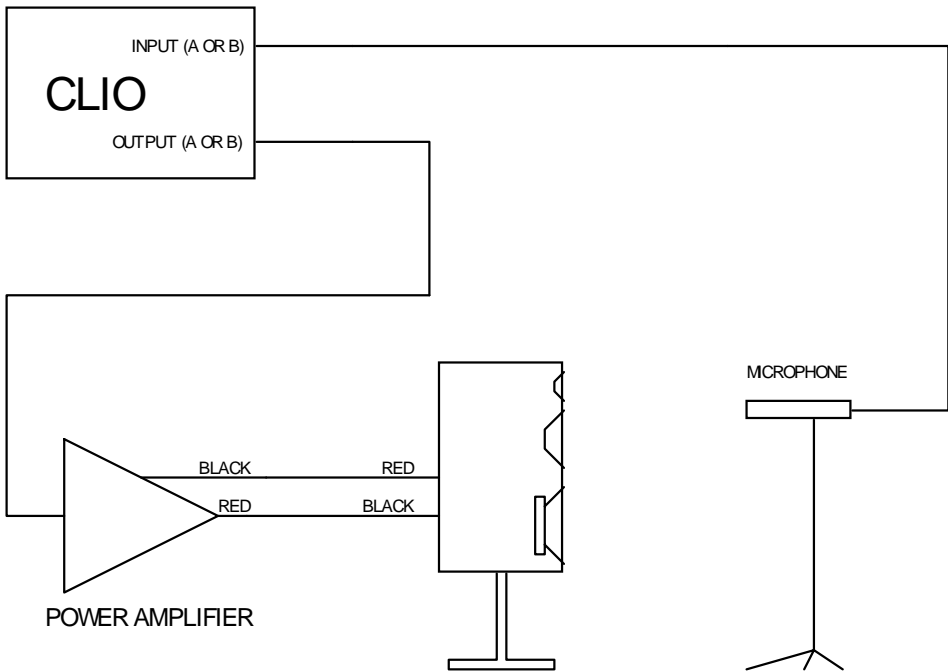 INPUT (A OR B)
CLIO
OUTPUT (A OR B)
MICROPHONE
BLACK RED
RED BLACK
POWER AMPLIFIER